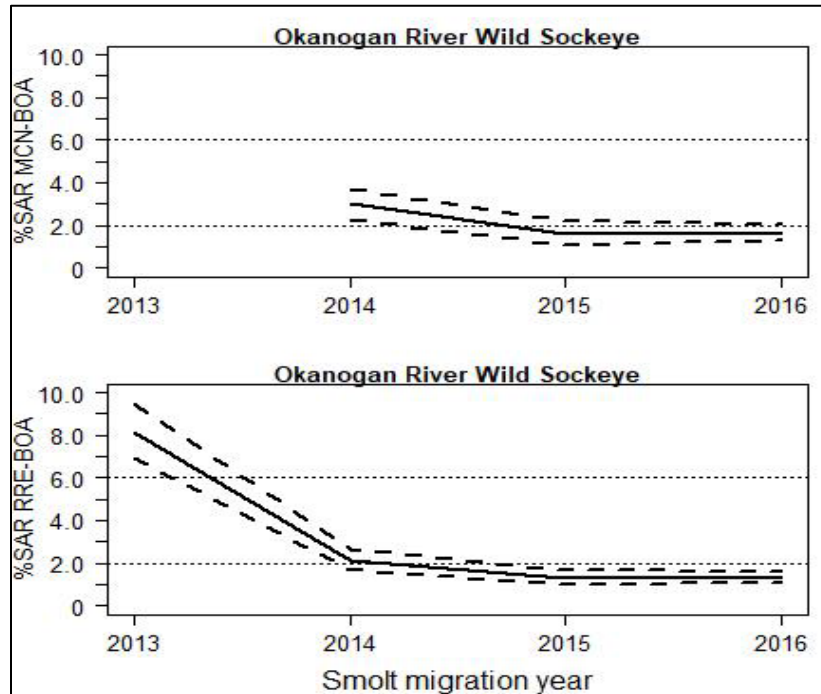 Okanogan River Wild Sockeye
%SAR MCN-BOA
10.0
8.0
6.0
4.0
2.0
0
2013 2014 2015 2016
Okanogan River Wild Sockeye
%SAR RRE-BOA
10.0
8.0
6.0
4.0
2.0
0
2013 2014 2015 2016
Smolt migration year